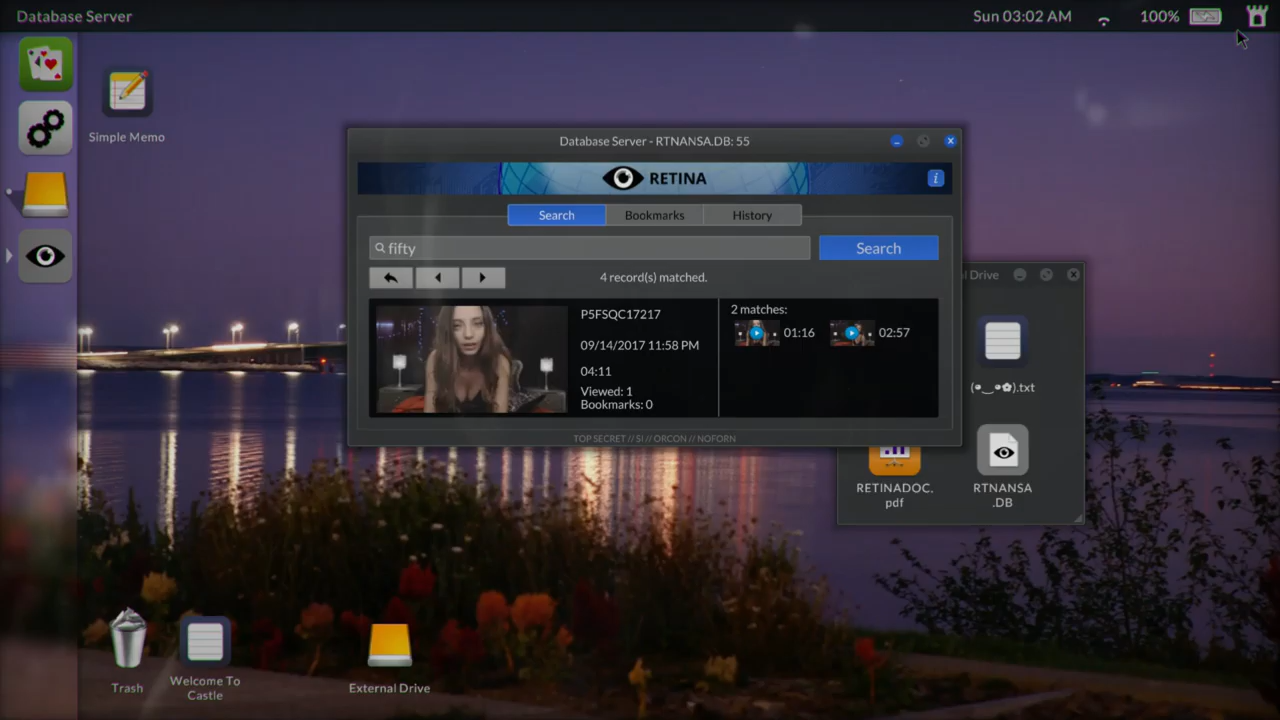 Database Server
Sun 03:02 AM
100%
Simple Memo
Database Server - RTNANSA.DB: 55
RETINA
i
Search
Bookmarks
History
fifty
Search
4 record(s) matched.
P5FSQC17217
09/14/2017 11:58 PM
04:11
Viewed: 1
Bookmarks: 0
2 matches:
01:16
02:57
TOP SECRET // SI // ORCON // NOFORN
l Drive
(●‿●✿).txt
RETINADOC.
pdf
RTNANSA
.DB
Trash
Welcome To
Castle
External Drive